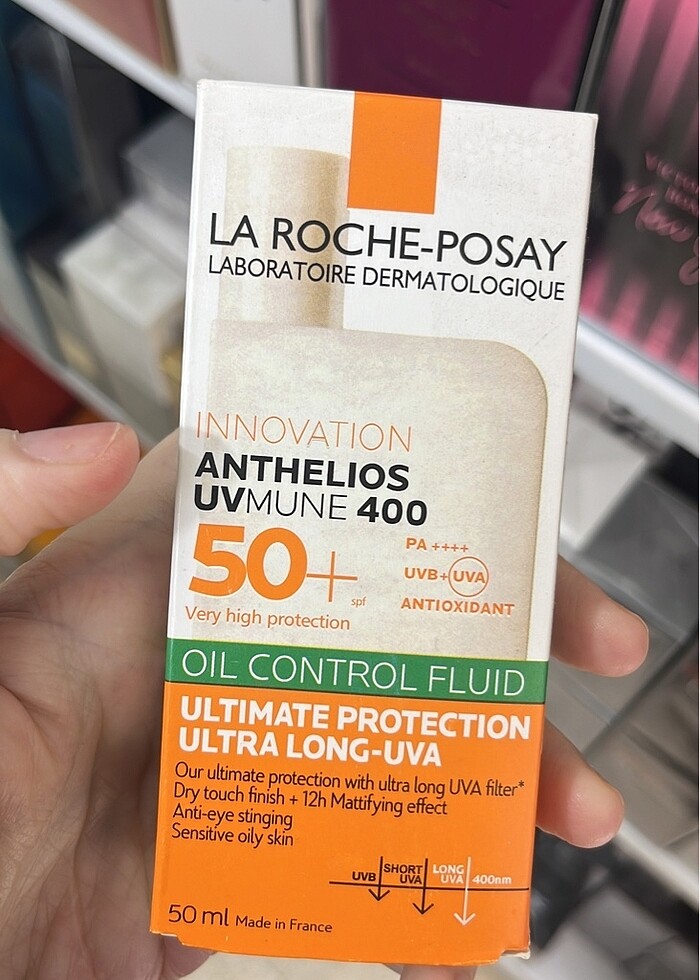 LA ROCHE-POSAY
LABORATOIRE DERMATOLOGIQUE
INNOVATION
ANTHELIOS
UVMUNE 400
50+
spf
Very high protection
PA ++++
UVB+UVA
ANTIOXIDANT
OIL CONTROL FLUID
ULTIMATE PROTECTION
ULTRA LONG-UVA
Our ultimate protection with ultra long UVA filter*
Dry touch finish + 12h Mattifying effect
Anti-eye stinging
Sensitive oily skin
UVB
SHORT
UVA
LONG
UVA
400nm
50 ml Made in France